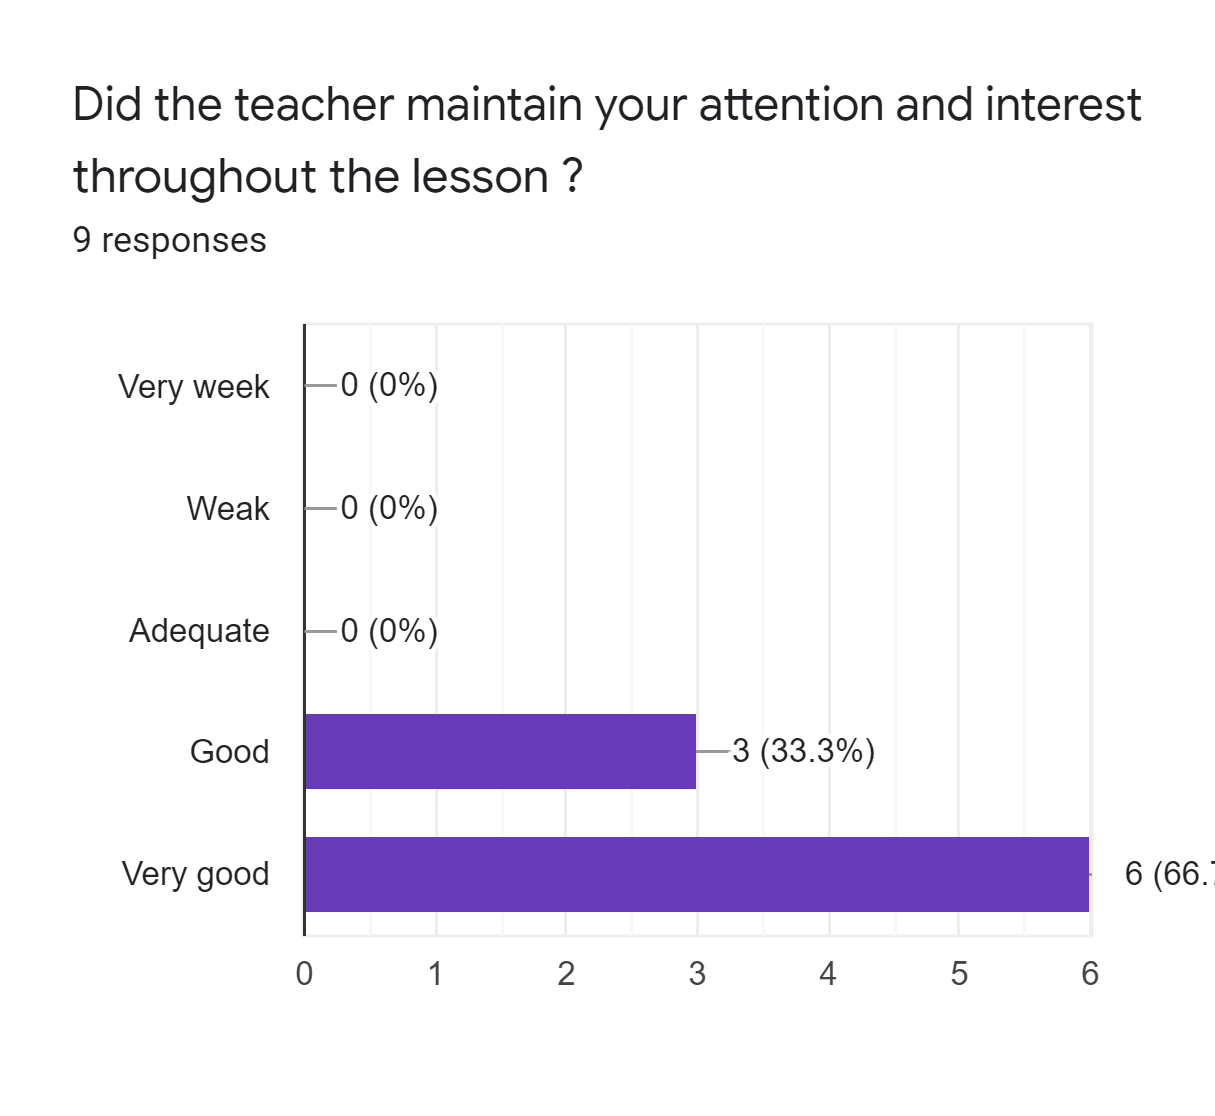 Did the teacher maintain your attention and interest
throughout the lesson ?
9 responses
Very week 0 (0%)
Weak 0 (0%)
Adequate 0 (0%)
Good 3 (33.3%)
Very good 6
0 1 2 3 4 5 6